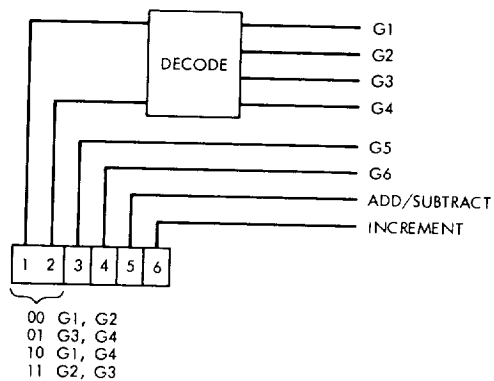 G1
G2
DECODE
G3
G4
G5
G6
ADD/SUBTRACT
INCREMENT
1 2 3 4 5 6
00 G1, G2
01 G3, G4
10 G1, G4
11 G2, G3